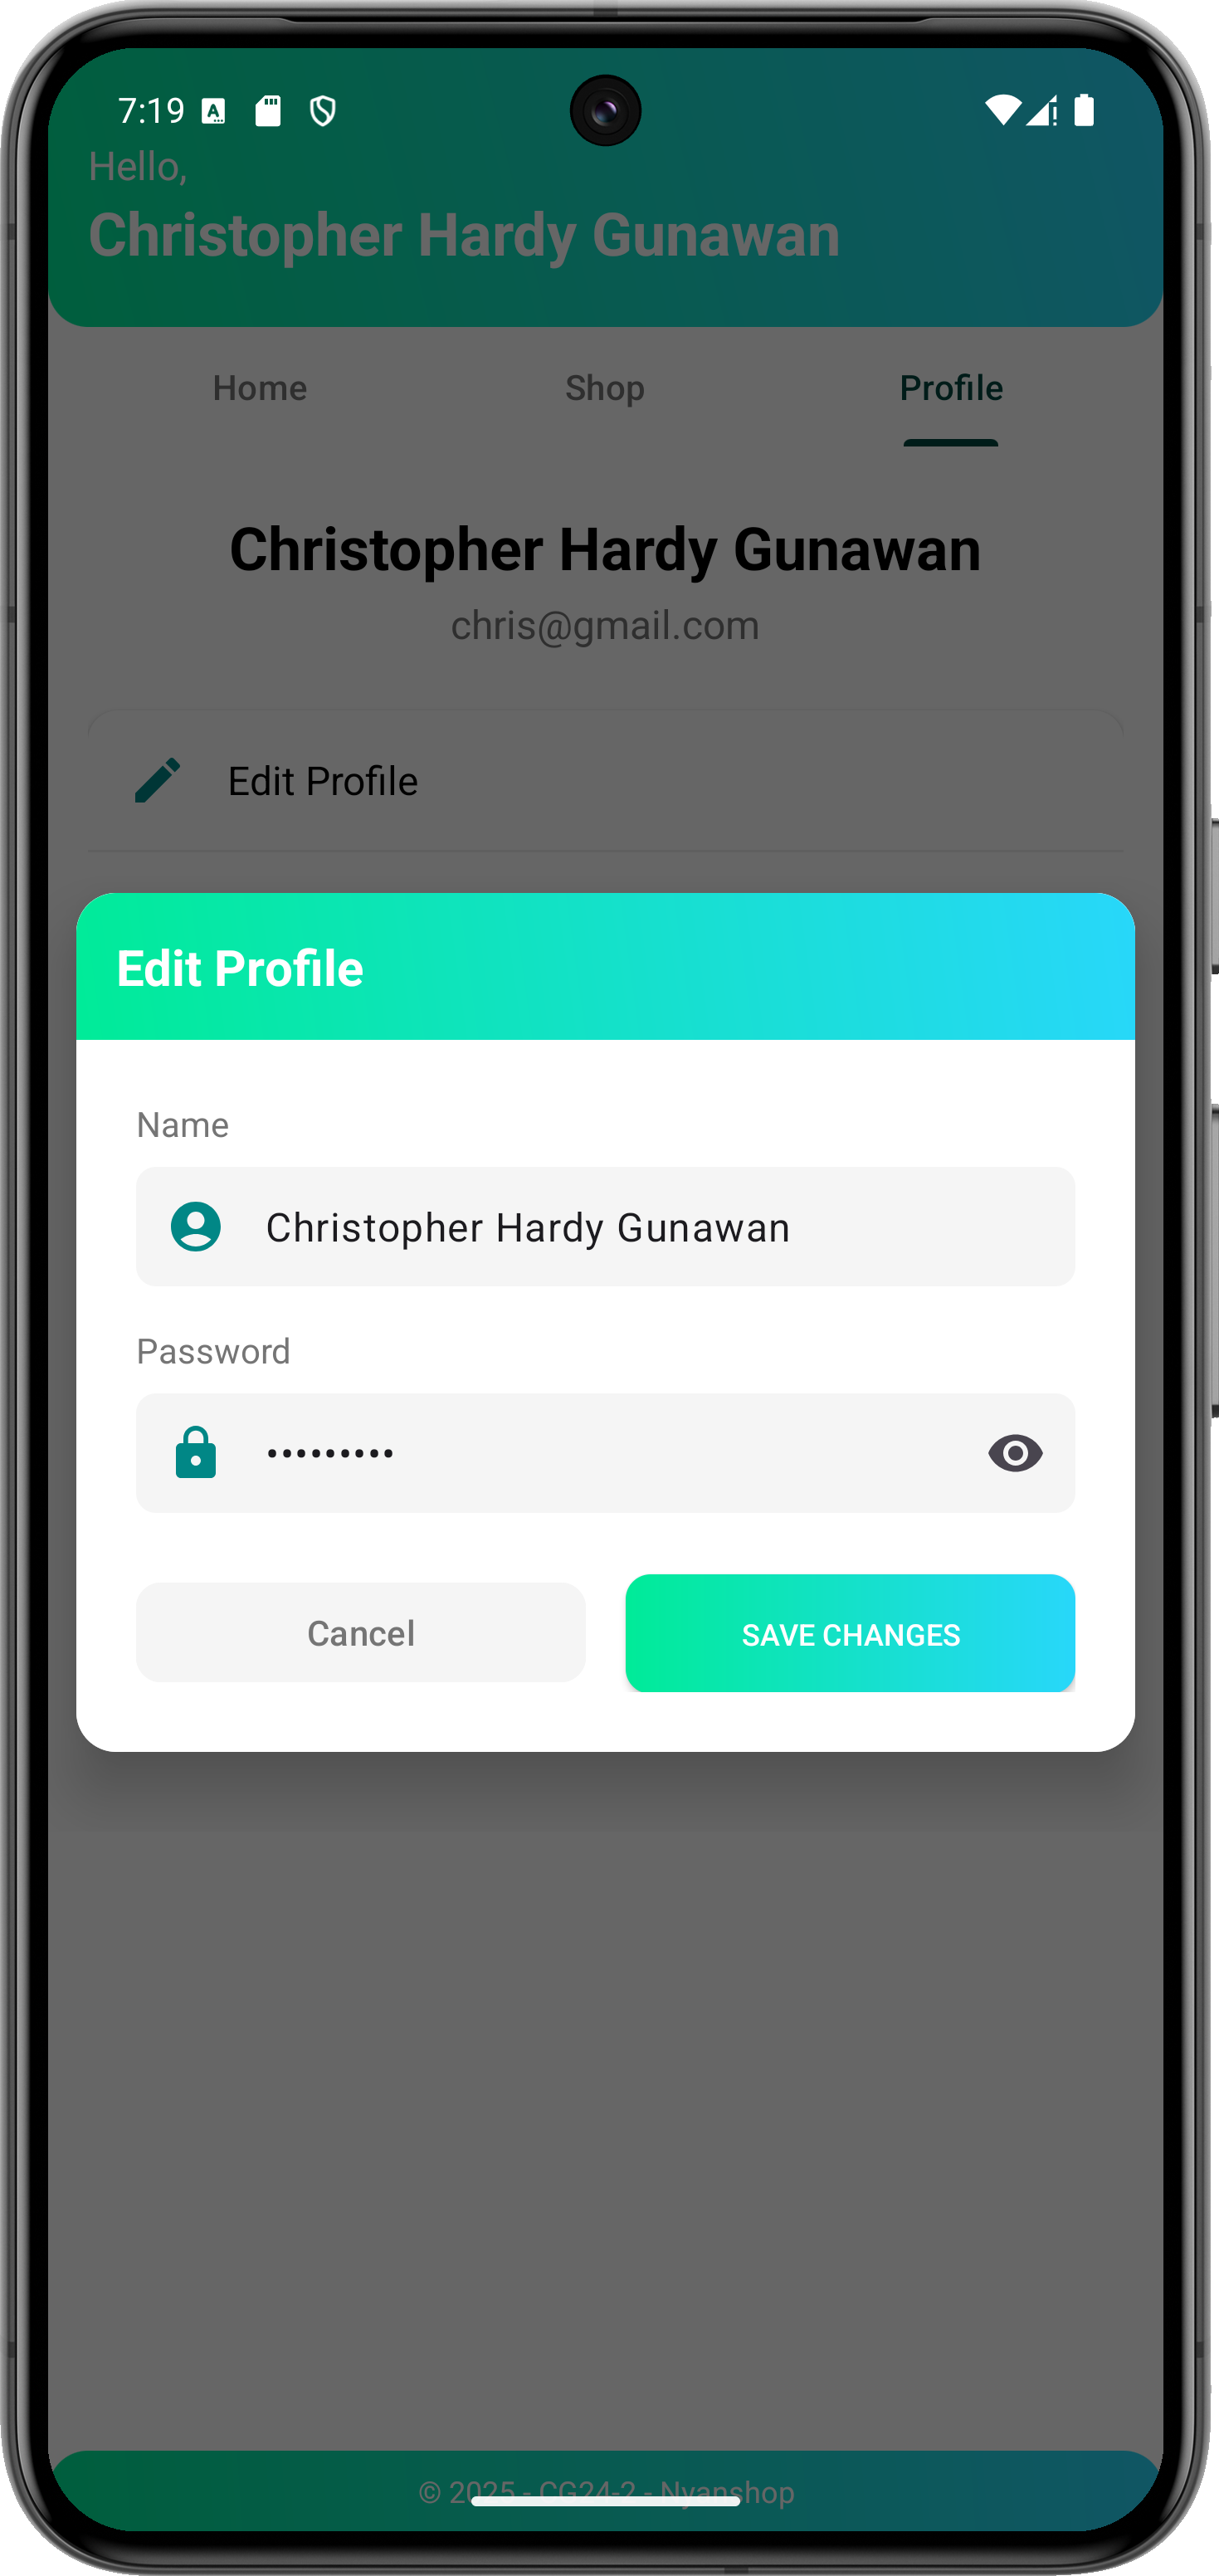 7:19
Hello,
Christopher Hardy Gunawan
Home Shop Profile
Christopher Hardy Gunawan
chris@gmail.com
Edit Profile
Edit Profile
Name
Christopher Hardy Gunawan
Password
•••••••••
Cancel SAVE CHANGES
© 2025 - CG24-2 - Nyanshop